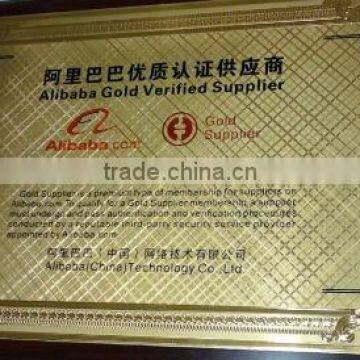 阿里巴巴优质认证供应商
Alibaba Gold Verified Supplier
Alibaba.com
Gold
Supplier
trade.china.cn
Gold Supplier is a premium type of membership for suppliers on
Alibaba.com. To qualify for a Gold Supplier membership, a supplier
must undergo and pass authentication and verification procedures
conducted by a reputable third-party security service provider
appointed by Alibaba.com
阿里巴巴（中国）网络技术有限公司
Alibaba(China)Technology Co.,Ltd.